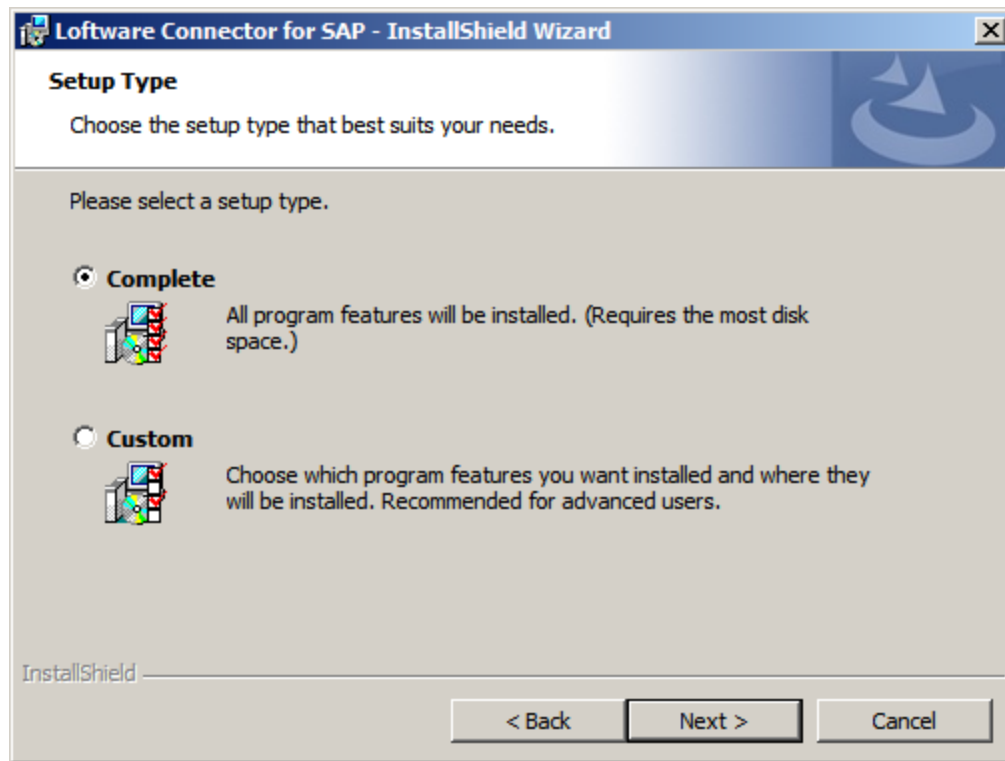 Loftware Connector for SAP - InstallShield Wizard
Setup Type
Choose the setup type that best suits your needs.
Please select a setup type.
Complete
All program features will be installed. (Requires the most disk
space.)
Custom
Choose which program features you want installed and where they
will be installed. Recommended for advanced users.
InstallShield
< Back Next > Cancel